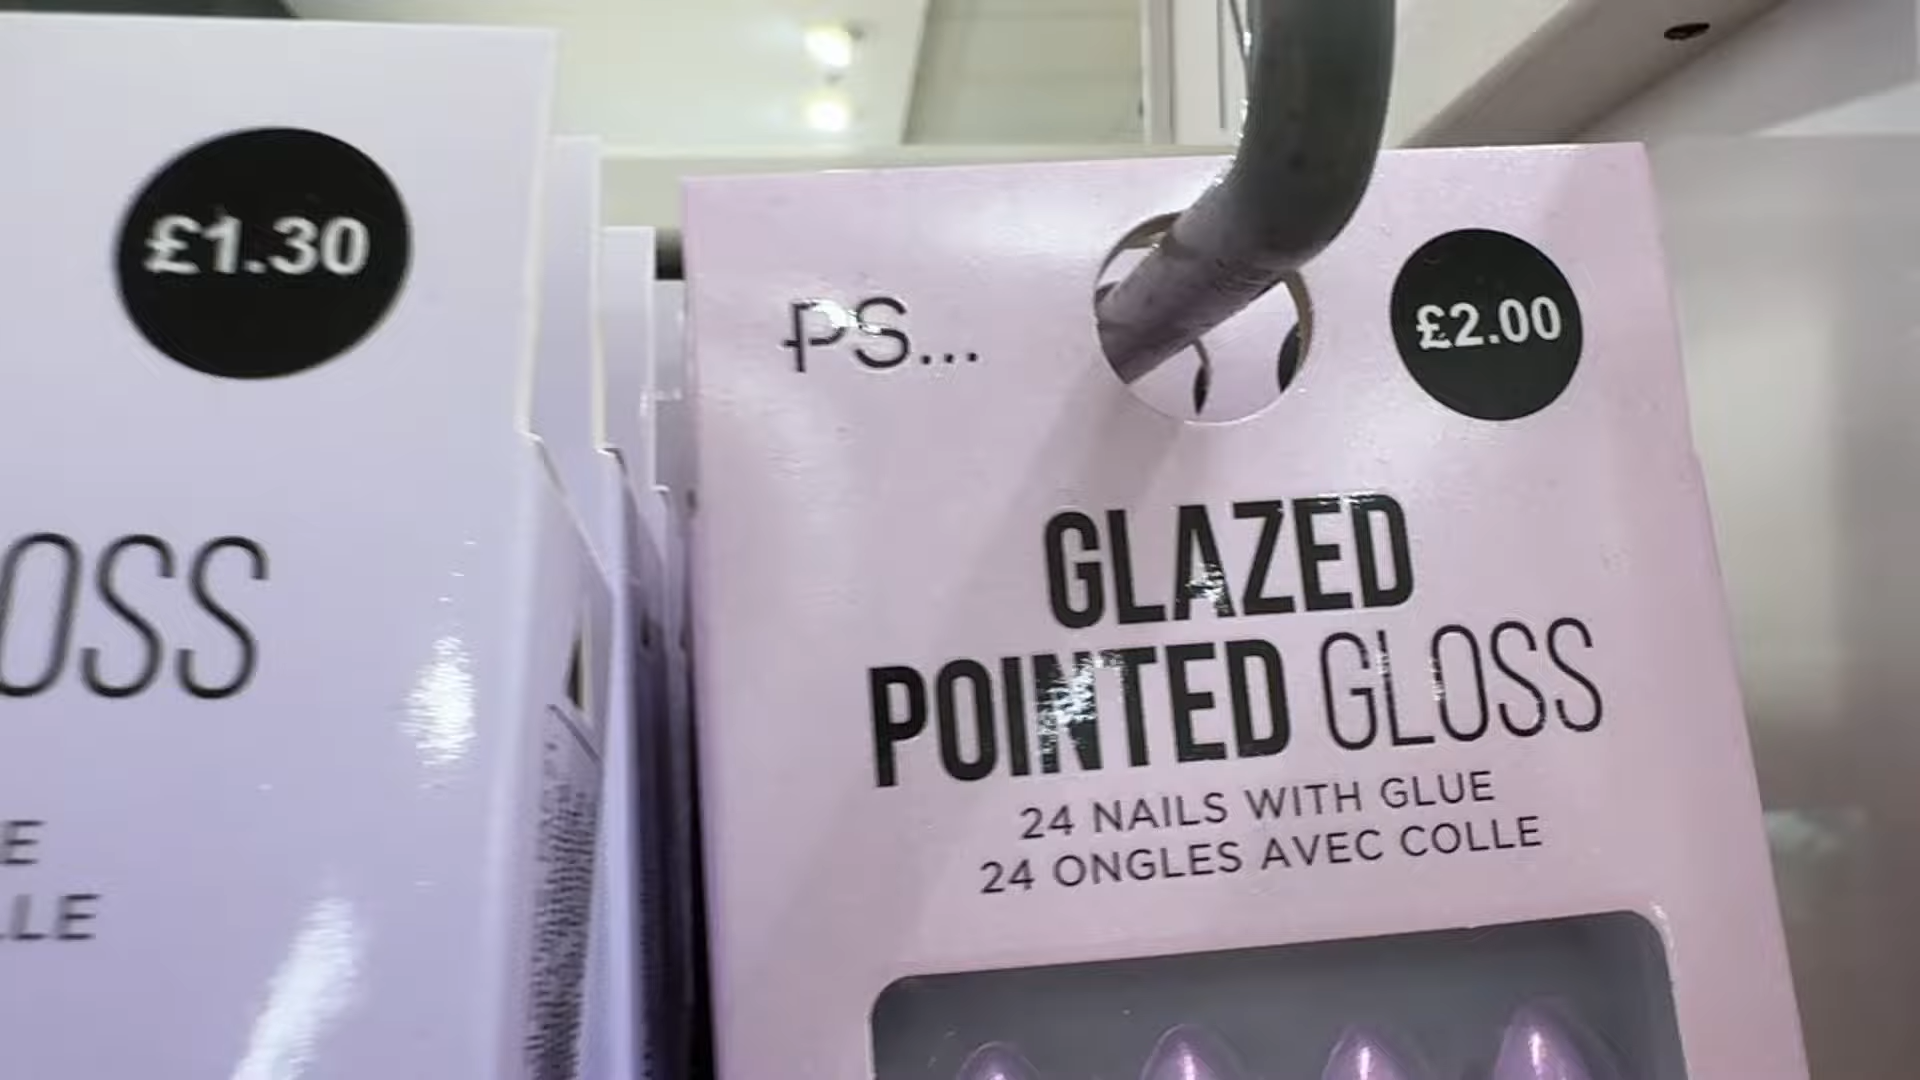 £1.30
OSS
E
LLE
PS...
£2.00
GLAZED
POINTED GLOSS
24 NAILS WITH GLUE
24 ONGLES AVEC COLLE